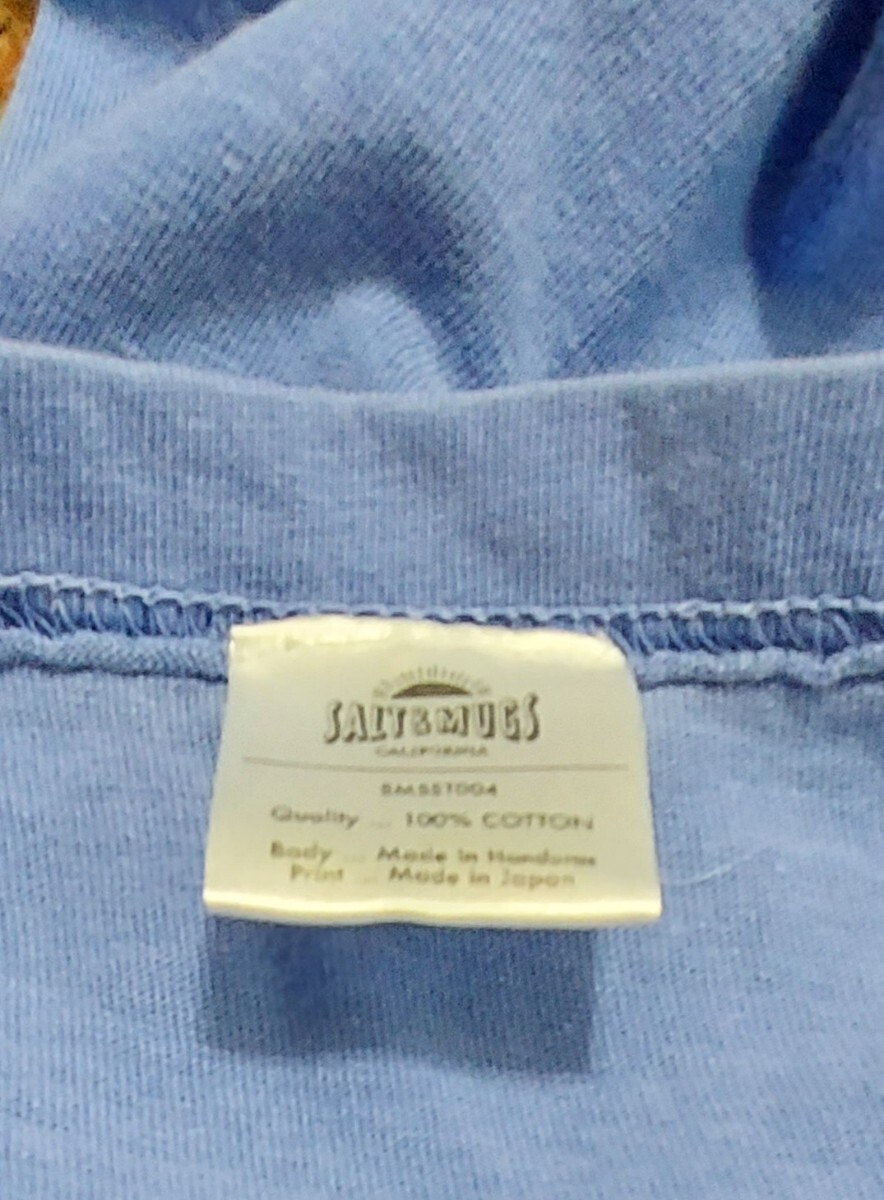 SALT&MUGS
CALIFORNIA
SMSST004
Quality ... 100% COTTON
Body ... Made in Honduras
Print ... Made in Japan